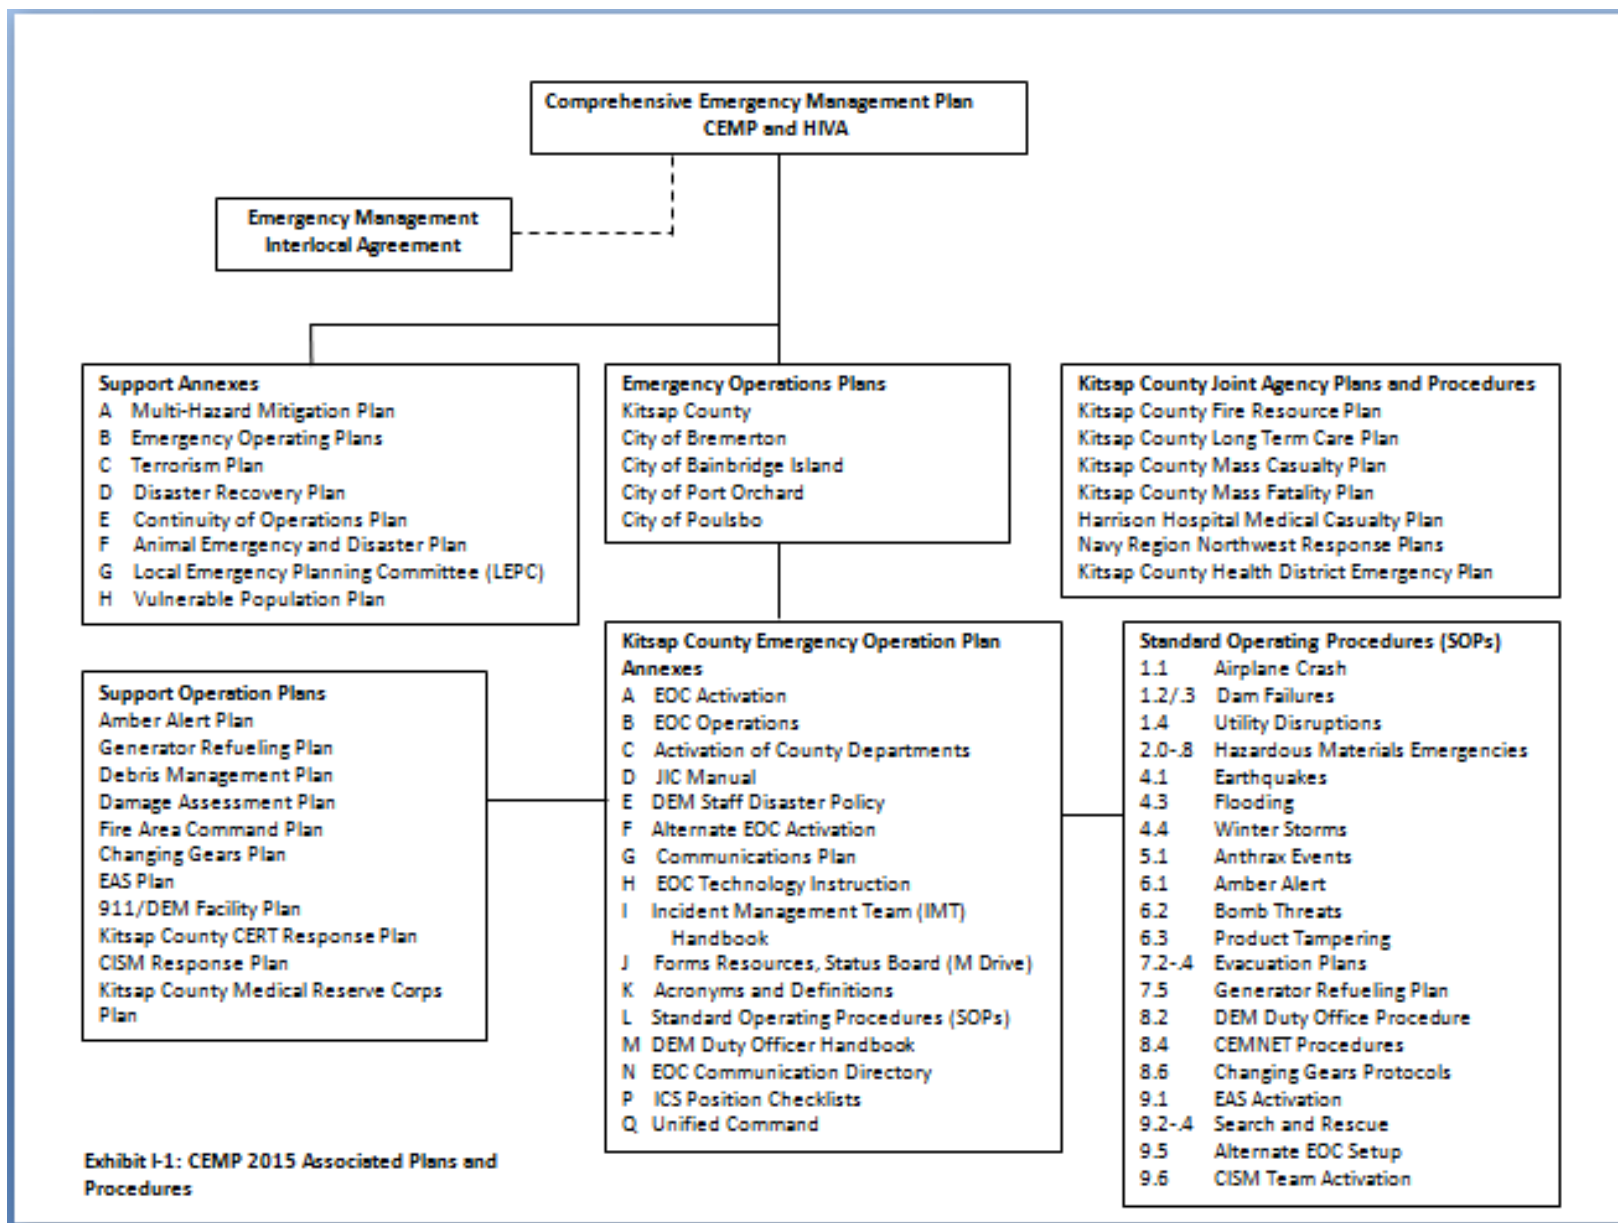 Comprehensive Emergency Management Plan
CEMP and HIVA
Emergency Management
Interlocal Agreement
Support Annexes
A Multi-Hazard Mitigation Plan
B Emergency Operating Plans
C Terrorism Plan
D Disaster Recovery Plan
E Continuity of Operations Plan
F Animal Emergency and Disaster Plan
G Local Emergency Planning Committee (LEPC)
H Vulnerable Population Plan
Emergency Operations Plans
Kitsap County
City of Bremerton
City of Bainbridge Island
City of Port Orchard
City of Poulsbo
Kitsap County Joint Agency Plans and Procedures
Kitsap County Fire Resource Plan
Kitsap County Long Term Care Plan
Kitsap County Mass Casualty Plan
Kitsap County Mass Fatality Plan
Harrison Hospital Medical Casualty Plan
Navy Region Northwest Response Plans
Kitsap County Health District Emergency Plan
Support Operation Plans
Amber Alert Plan
Generator Refueling Plan
Debris Management Plan
Damage Assessment Plan
Fire Area Command Plan
Changing Gears Plan
EAS Plan
911/DEM Facility Plan
Kitsap County CERT Response Plan
CISM Response Plan
Kitsap County Medical Reserve Corps
Plan
Kitsap County Emergency Operation Plan
Annexes
A EOC Activation
B EOC Operations
C Activation of County Departments
D JIC Manual
E DEM Staff Disaster Policy
F Alternate EOC Activation
G Communications Plan
H EOC Technology Instruction
I Incident Management Team (IMT)
Handbook
J Forms Resources, Status Board (M Drive)
K Acronyms and Definitions
L Standard Operating Procedures (SOPs)
M DEM Duty Officer Handbook
N EOC Communication Directory
P ICS Position Checklists
Q Unified Command
Standard Operating Procedures (SOPs)
1.1 Airplane Crash
1.2/.3 Dam Failures
1.4 Utility Disruptions
2.0-.8 Hazardous Materials Emergencies
4.1 Earthquakes
4.3 Flooding
4.4 Winter Storms
5.1 Anthrax Events
6.1 Amber Alert
6.2 Bomb Threats
6.3 Product Tampering
7.2-.4 Evacuation Plans
7.5 Generator Refueling Plan
8.2 DEM Duty Office Procedure
8.4 CEMNET Procedures
8.6 Changing Gears Protocols
9.1 EAS Activation
9.2-.4 Search and Rescue
9.5 Alternate EOC Setup
9.6 CISM Team Activation
Exhibit I-1: CEMP 2015 Associated Plans and
Procedures